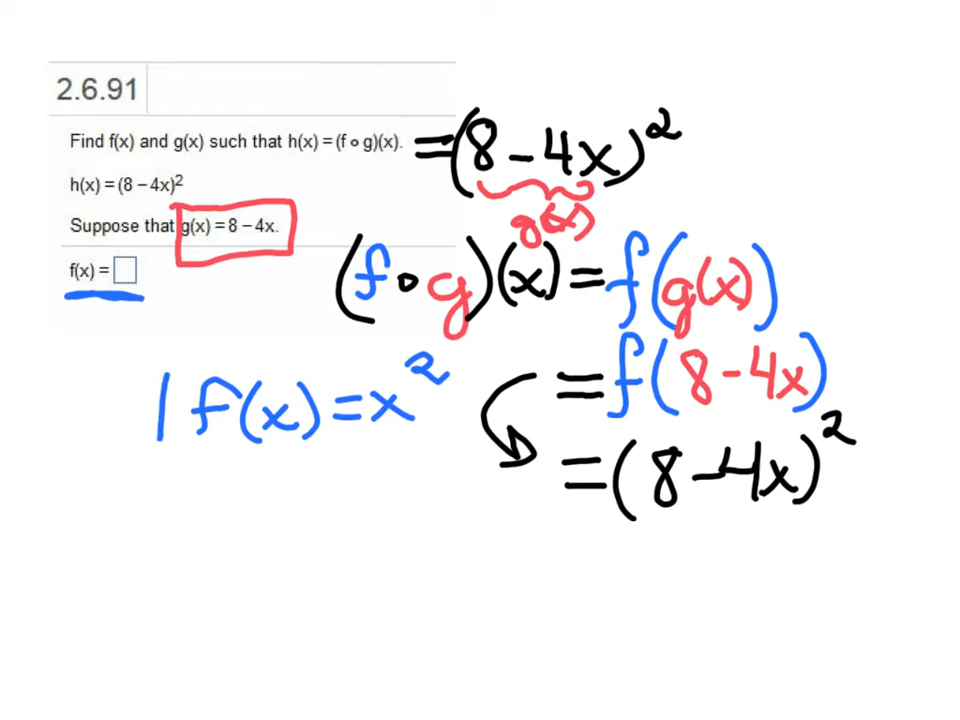 2.6.91
Find f(x) and g(x) such that h(x) = (f ∘ g)(x).
= (8 - 4x)²
h(x) = (8 – 4x)²
g(x)
Suppose that g(x) = 8 – 4x.
f(x) =
(f ∘ g)(x) = f(g(x))
= f(8 - 4x)
| f(x) = x²
= (8 - 4x)²